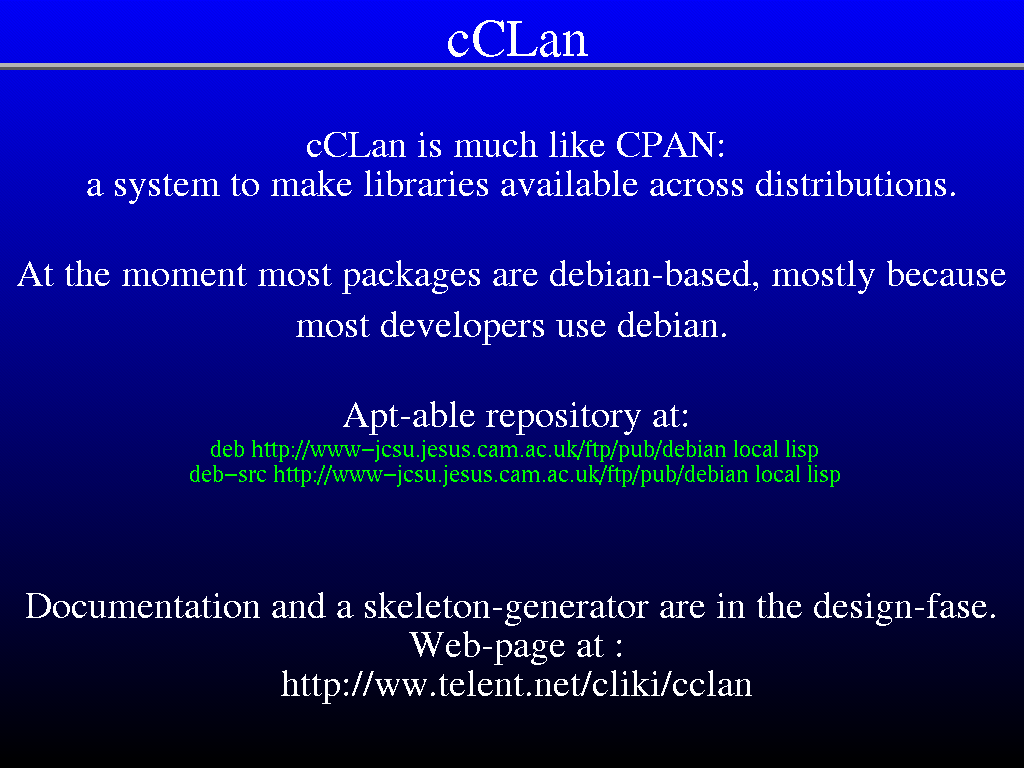 cCLan
cCLan is much like CPAN:
a system to make libraries available across distributions.
At the moment most packages are debian-based, mostly because
most developers use debian.
Apt-able repository at:
deb http://www−jcsu.jesus.cam.ac.uk/ftp/pub/debian local lisp
deb−src http://www−jcsu.jesus.cam.ac.uk/ftp/pub/debian local lisp
Documentation and a skeleton-generator are in the design-fase.
Web-page at :
http://ww.telent.net/cliki/cclan